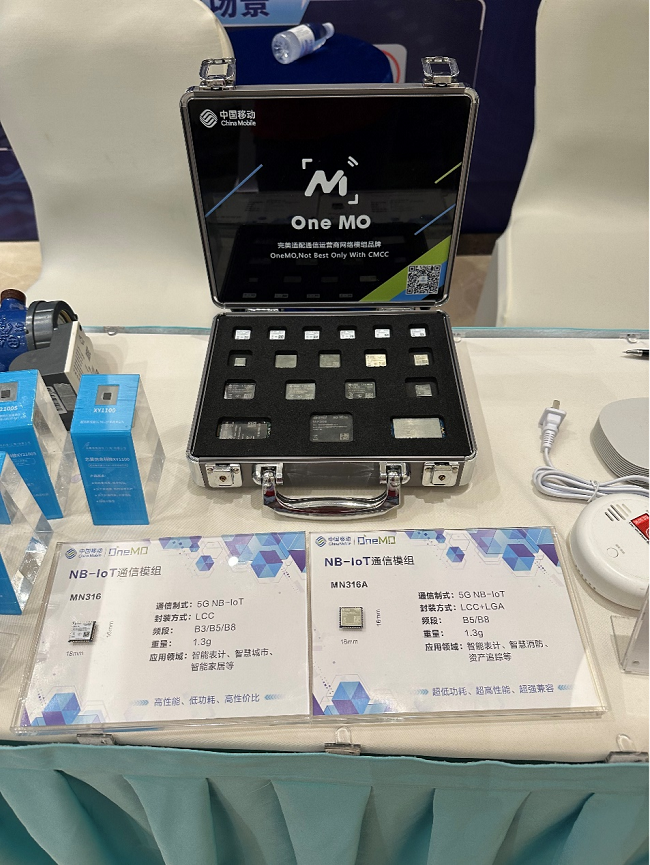 场景
中国移动
China Mobile
One MO
完美适配通信运营商网络模组品牌
OneMO,Not Best Only With CMCC
XY1100
中国移动
China Mobile
OneMO
NB-IoT通信模组
MN316
16mm
18mm
通信制式：5G NB-IoT
封装方式：LCC
频段： B3/B5/B8
重量： 1.3g
应用领域：智能表计、智慧城市、
智能家居等
高性能、低功耗、高性价比
中国移动
China Mobile
OneMO
NB-IoT通信模组
MN316A
16mm
18mm
通信制式：5G NB-IoT
封装方式：LCC+LGA
频段： B5/B8
重量： 1.3g
应用领域：智能表计、智慧消防、
资产追踪等
超低功耗、超高性能、超强兼容